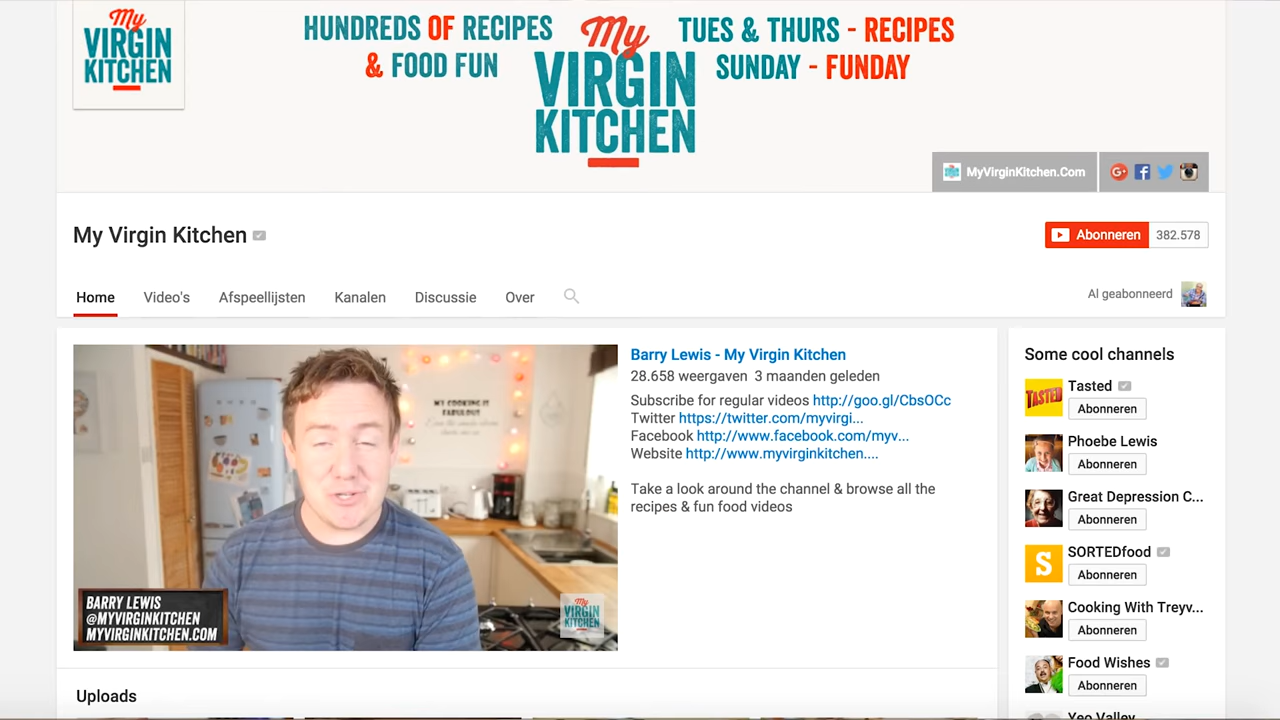 My
VIRGIN
KITCHEN
HUNDREDS OF RECIPES
& FOOD FUN
My
VIRGIN
KITCHEN
TUES & THURS - RECIPES
SUNDAY - FUNDAY
MyVirginKitchen.Com
G+
My Virgin Kitchen
Abonneren 382.578
Home Video's Afspeellijsten Kanalen Discussie Over
Al geabonneerd
MY COOKING IS
FABULOUS
BARRY LEWIS
@MYVIRGINKITCHEN
MYVIRGINKITCHEN.COM
My
VIRGIN
KITCHEN
Barry Lewis - My Virgin Kitchen
28.658 weergaven 3 maanden geleden
Subscribe for regular videos http://goo.gl/CbsOCc
Twitter https://twitter.com/myvirgi...
Facebook http://www.facebook.com/myv...
Website http://www.myvirginkitchen....
Take a look around the channel & browse all the
recipes & fun food videos
Uploads
Some cool channels
TASTED
Tasted
Abonneren
Phoebe Lewis
Abonneren
Great Depression C...
Abonneren
S
SORTEDfood
Abonneren
Cooking With Treyv...
Abonneren
Food Wishes
Abonneren
Yeo Valley